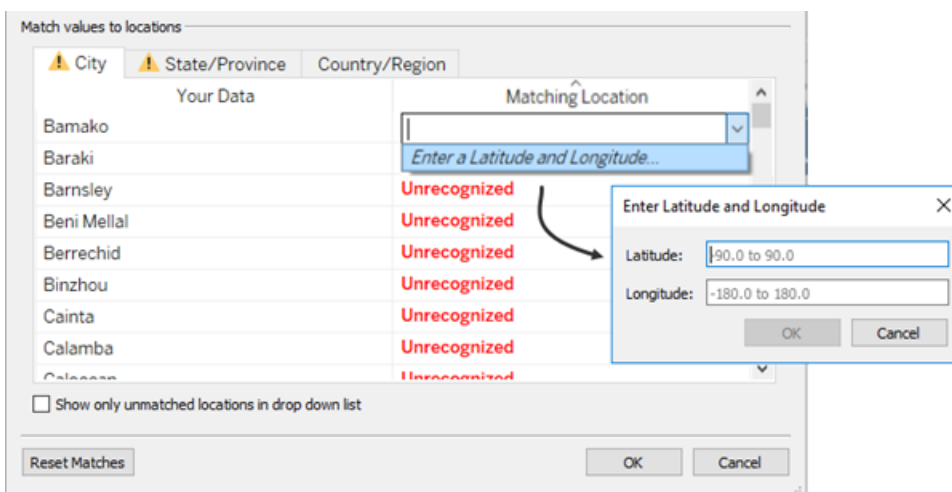 Match values to locations
City State/Province Country/Region
Your Data Matching Location
Bamako
Baraki Enter a Latitude and Longitude...
Barnsley Unrecognized
Beni Mellal Unrecognized
Berrechid Unrecognized
Binzhou Unrecognized
Cainta Unrecognized
Calamba Unrecognized
Caloocan Unrecognized
Show only unmatched locations in drop down list
Reset Matches OK Cancel
Enter Latitude and Longitude
Latitude: -90.0 to 90.0
Longitude: -180.0 to 180.0
OK Cancel